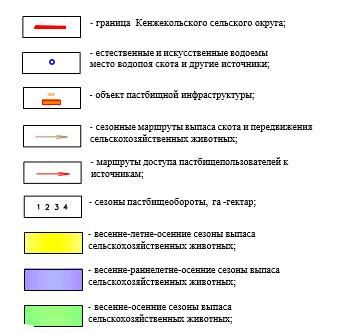 - граница Кенжекольского сельского округа;
- естественные и искусственные водоемы
место водопоя скота и другие источники;
- объект пастбищной инфраструктуры;
- сезонные маршруты выпаса скота и передвижения
сельскохозяйственных животных;
- маршруты доступа пастбищепользователей к
источникам;
1 2 3 4
- сезоны пастбищеобороты, га -гектар;
- весенне-летне-осенние сезоны выпаса
сельскохозяйственных животных;
- весенне-раннелетне-осенние сезоны выпаса
сельскохозяйственных животных;
- весенне-осенние сезоны выпаса
сельскохозяйственных животных;